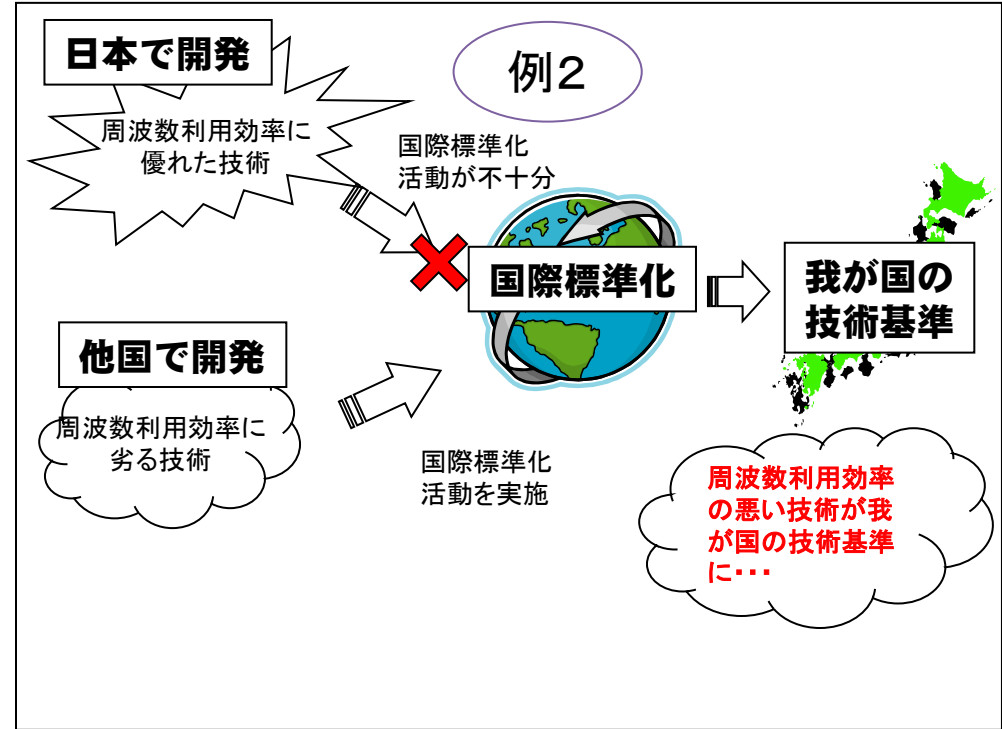 例2
日本で開発
周波数利用効率に
優れた技術
国際標準化
活動が不十分
国際標準化
我が国の
技術基準
他国で開発
周波数利用効率に
劣る技術
国際標準化
活動を実施
周波数利用効率
の悪い技術が我
が国の技術基準
に・・・